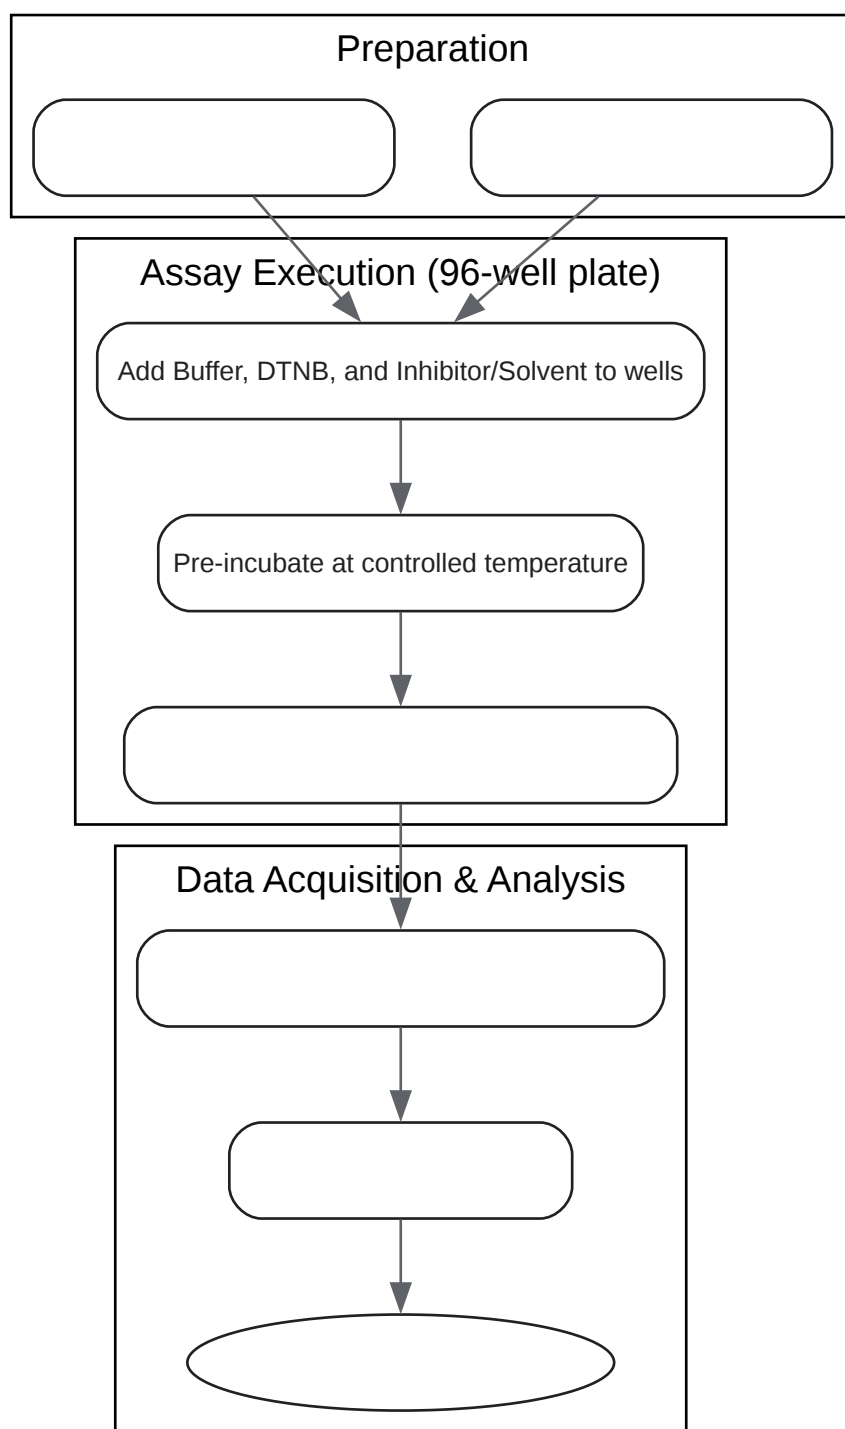 Preparation
Assay Execution (96-well plate)
Add Buffer, DTNB, and Inhibitor/Solvent to wells
Pre-incubate at controlled temperature
Data Acquisition & Analysis